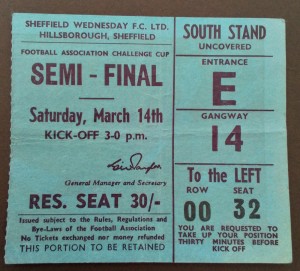 SHEFFIELD WEDNESDAY F.C. LTD.
HILLSBOROUGH, SHEFFIELD
FOOTBALL ASSOCIATION CHALLENGE CUP
SEMI - FINAL
Saturday, March 14th
KICK-OFF 3-0 p.m.
General Manager and Secretary
RES. SEAT 30/-
Issued subject to the Rules, Regulations and
Bye-Laws of the Football Association
No Tickets exchanged nor money refunded
THIS PORTION TO BE RETAINED
SOUTH STAND
UNCOVERED
ENTRANCE
E
GANGWAY
14
To the LEFT
ROW SEAT
00 32
YOU ARE REQUESTED TO
TAKE UP YOUR POSITION
THIRTY MINUTES BEFORE
KICK OFF